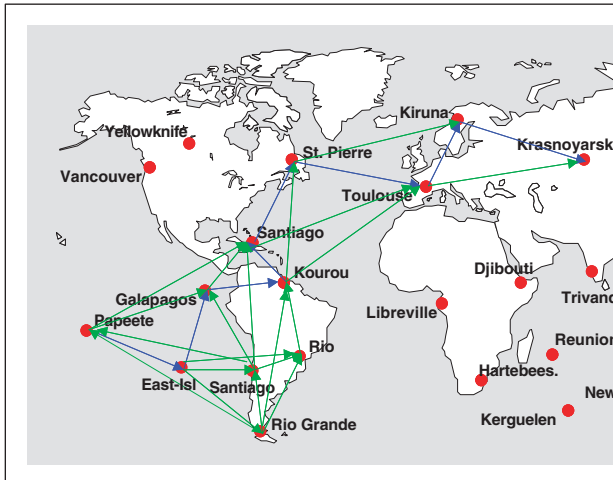 Kiruna
Yellowknife
St. Pierre
Krasnoyarsk
Vancouver
Toulouse
Santiago
Kourou
Djibouti
Galapagos
Libreville
Trivand
Papeete
Rio
Reunion
East-Isl
Santiago
Hartebees.
New
Rio Grande
Kerguelen